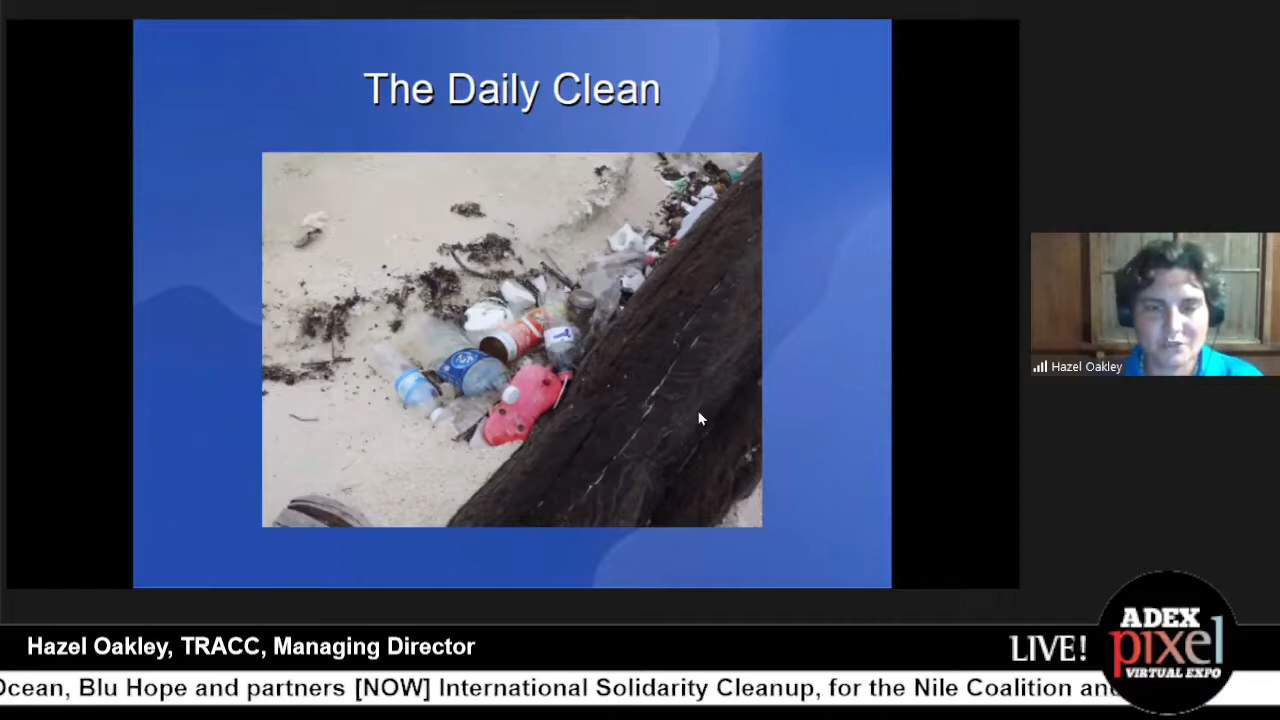 The Daily Clean
Hazel Oakley
Hazel Oakley, TRACC, Managing Director
LIVE!
ADEX
pixel
VIRTUAL EXPO
Ocean, Blu Hope and partners [NOW] International Solidarity Cleanup, for the Nile Coalition and